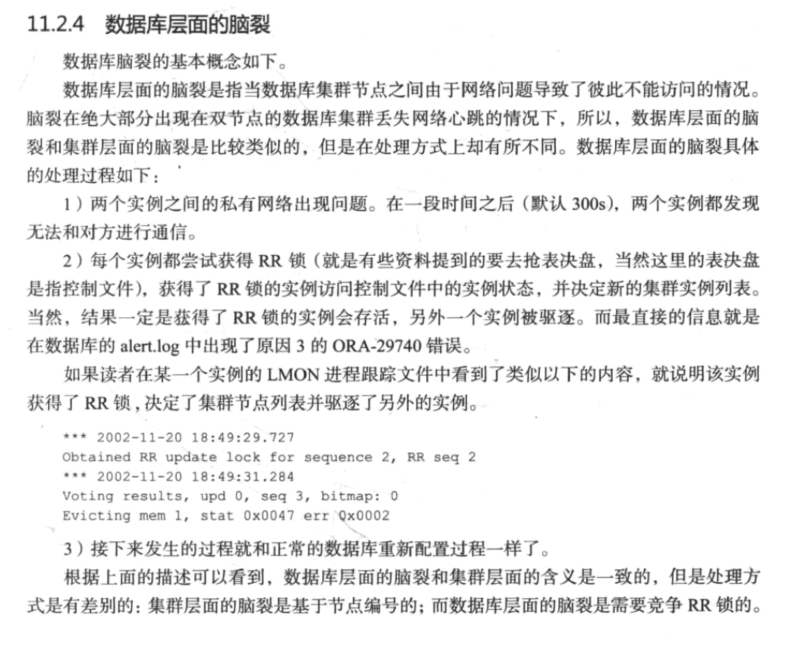 11.2.4 数据库层面的脑裂
数据库脑裂的基本概念如下。
数据库层面的脑裂是指当数据库集群节点之间由于网络问题导致了彼此不能访问的情况。
脑裂在绝大部分出现在双节点的数据库集群丢失网络心跳的情况下，所以，数据库层面的脑
裂和集群层面的脑裂是比较类似的，但是在处理方式上却有所不同。数据库层面的脑裂具体
的处理过程如下：
1）两个实例之间的私有网络出现问题。在一段时间之后（默认 300s），两个实例都发现
无法和对方进行通信。
2）每个实例都尝试获得 RR 锁（就是有些资料提到的要去抢表决盘，当然这里的表决盘
是指控制文件），获得了 RR 锁的实例访问控制文件中的实例状态，并决定新的集群实例列表。
当然，结果一定是获得了 RR 锁的实例会存活，另外一个实例被驱逐。而最直接的信息就是
在数据库的 alert.log 中出现了原因 3 的 ORA-29740 错误。
如果读者在某一个实例的 LMON 进程跟踪文件中看到了类似以下的内容，就说明该实例
获得了 RR 锁，决定了集群节点列表并驱逐了另外的实例。
*** 2002-11-20 18:49:29.727
Obtained RR update lock for sequence 2, RR seq 2
*** 2002-11-20 18:49:31.284
Voting results, upd 0, seq 3, bitmap: 0
Evicting mem 1, stat 0x0047 err 0x0002
3）接下来发生的过程就和正常的数据库重新配置过程一样了。
根据上面的描述可以看到，数据库层面的脑裂和集群层面的含义是一致的，但是处理方
式是有差别的：集群层面的脑裂是基于节点编号的；而数据库层面的脑裂是需要竞争 RR 锁的。